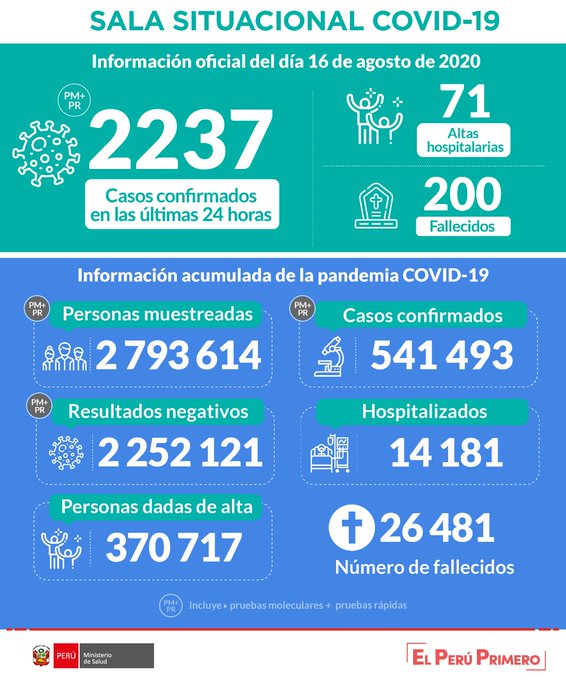 SALA SITUACIONAL COVID-19
Información oficial del día 16 de agosto de 2020
PM+
PR
2237
Casos confirmados
en las últimas 24 horas
71
Altas
hospitalarias
200
Fallecidos
Información acumulada de la pandemia COVID-19
PM+
PR
Personas muestreadas
2 793 614
PM+
PR
Casos confirmados
541 493
PM+
PR
Resultados negativos
2 252 121
Hospitalizados
14 181
Personas dadas de alta
370 717
26 481
Número de fallecidos
PM+
PR
Incluye pruebas moleculares + pruebas rápidas
PERÚ
Ministerio
de Salud
EL PERÚ PRIMERO